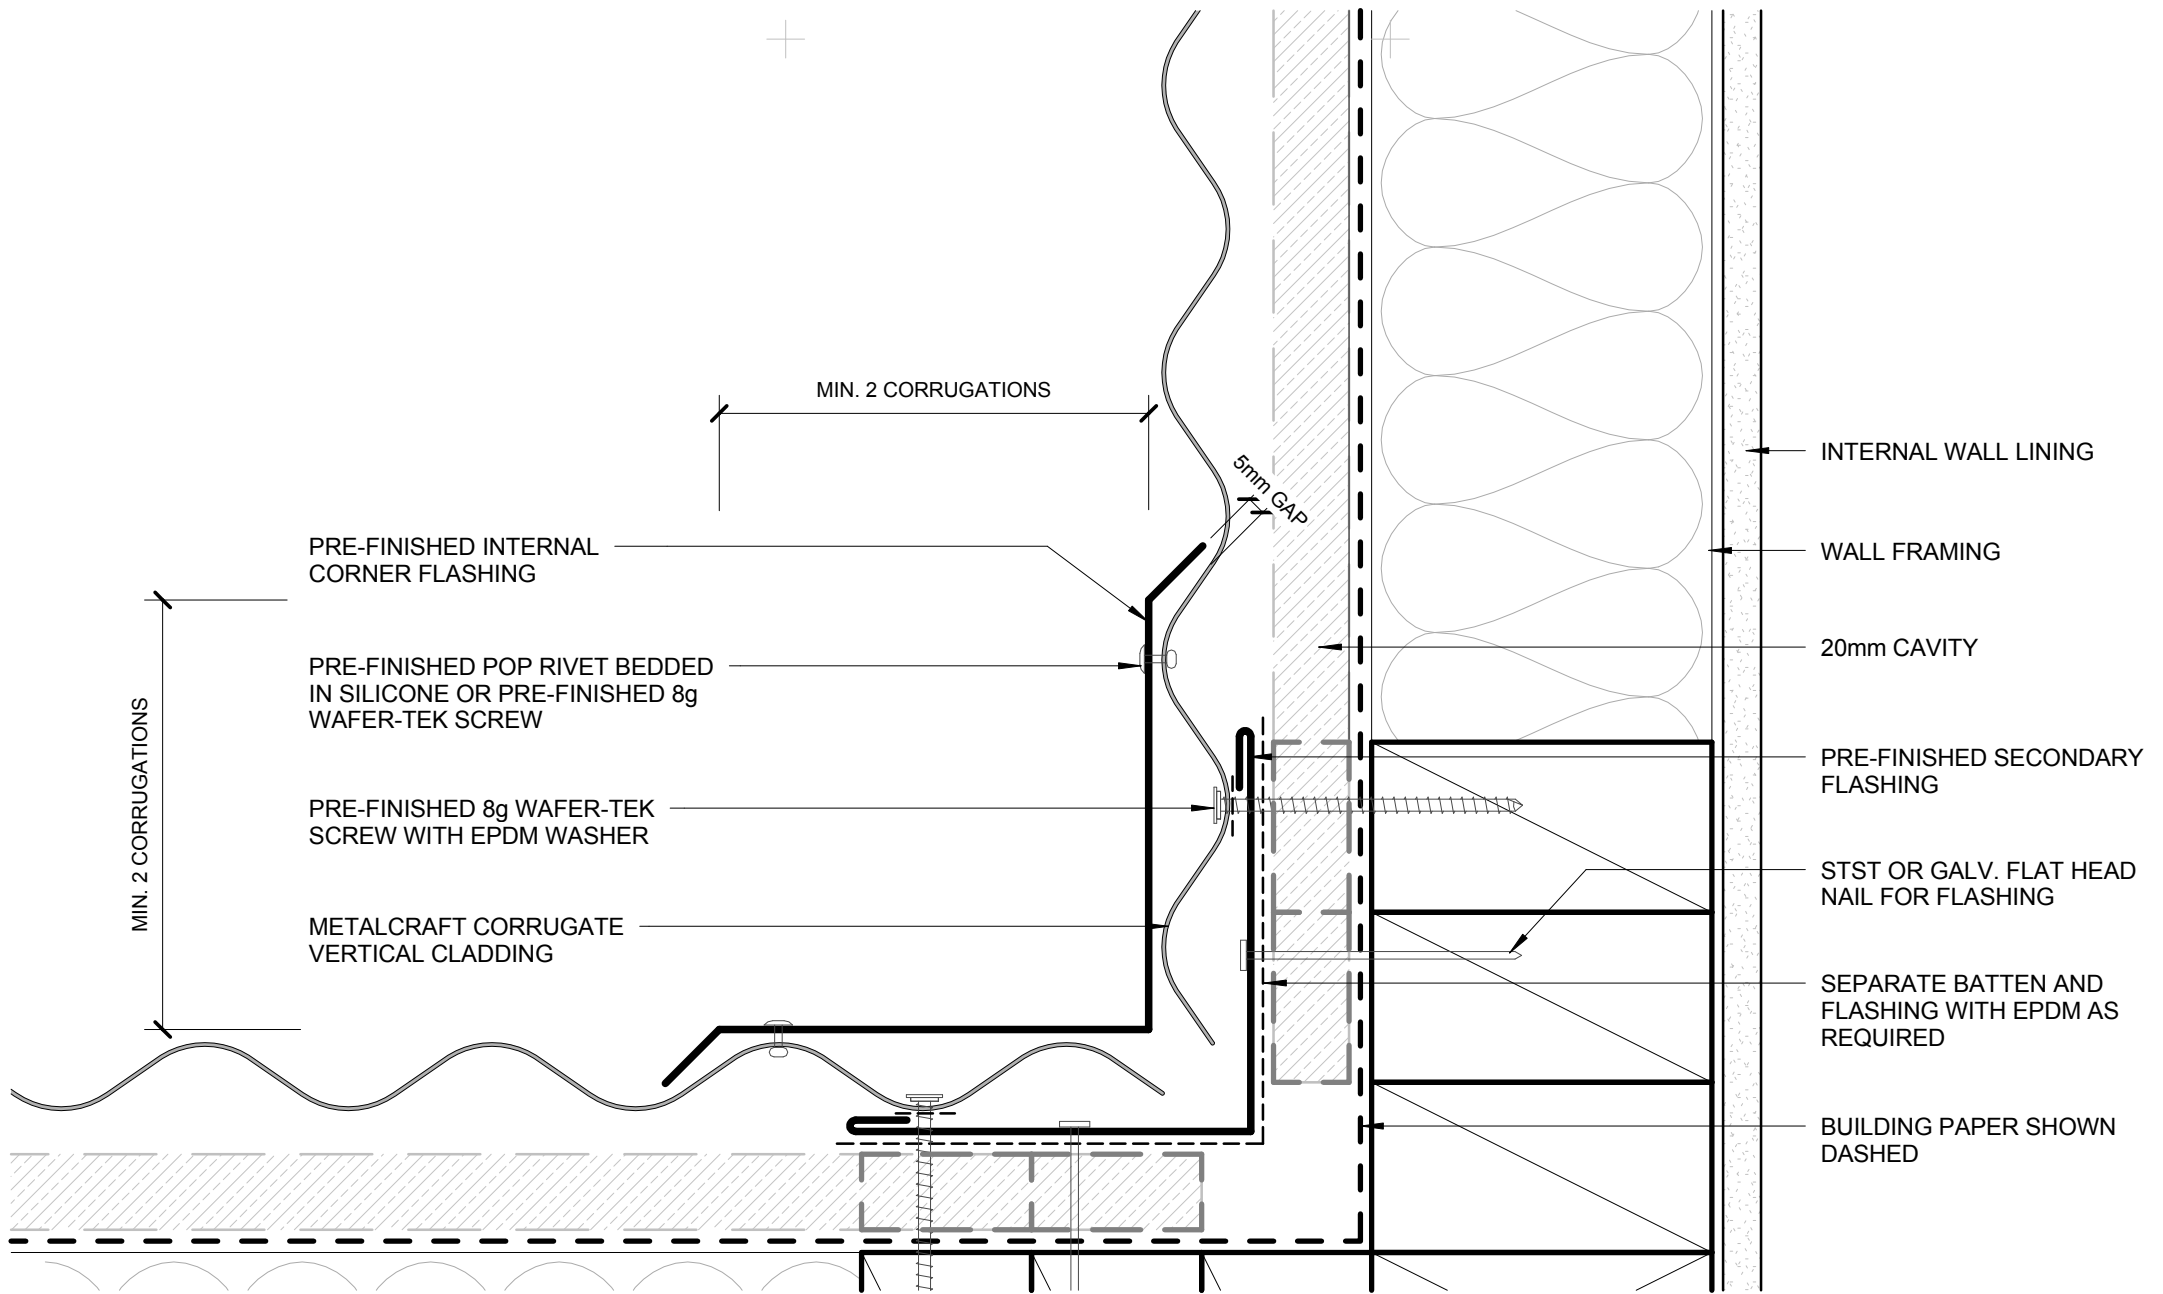 MIN. 2 CORRUGATIONS
5mm GAP
PRE-FINISHED INTERNAL
CORNER FLASHING
PRE-FINISHED POP RIVET BEDDED
IN SILICONE OR PRE-FINISHED 8g
WAFER-TEK SCREW
MIN. 2 CORRUGATIONS
PRE-FINISHED 8g WAFER-TEK
SCREW WITH EPDM WASHER
METALCRAFT CORRUGATE
VERTICAL CLADDING
INTERNAL WALL LINING
WALL FRAMING
20mm CAVITY
PRE-FINISHED SECONDARY
FLASHING
STST OR GALV. FLAT HEAD
NAIL FOR FLASHING
SEPARATE BATTEN AND
FLASHING WITH EPDM AS
REQUIRED
BUILDING PAPER SHOWN
DASHED